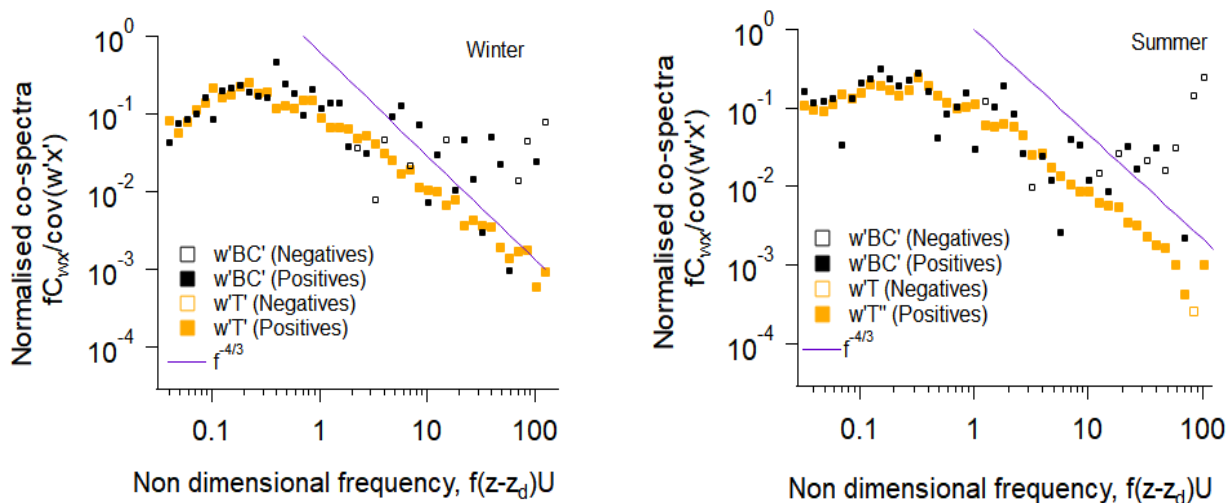 Winter
Normalised co-spectra
fC_wx/cov(w'x')
10^0
10^-1
10^-2
10^-3
10^-4
w'BC' (Negatives)
w'BC' (Positives)
w'T' (Negatives)
w'T' (Positives)
f^-4/3
0.1 1 10 100
Non dimensional frequency, f(z-z_d)U
Summer
Normalised co-spectra
fC_wx/cov(w'x')
10^0
10^-1
10^-2
10^-3
10^-4
w'BC' (Negatives)
w'BC' (Positives)
w'T (Negatives)
w'T'' (Positives)
f^-4/3
0.1 1 10 100
Non dimensional frequency, f(z-z_d)U